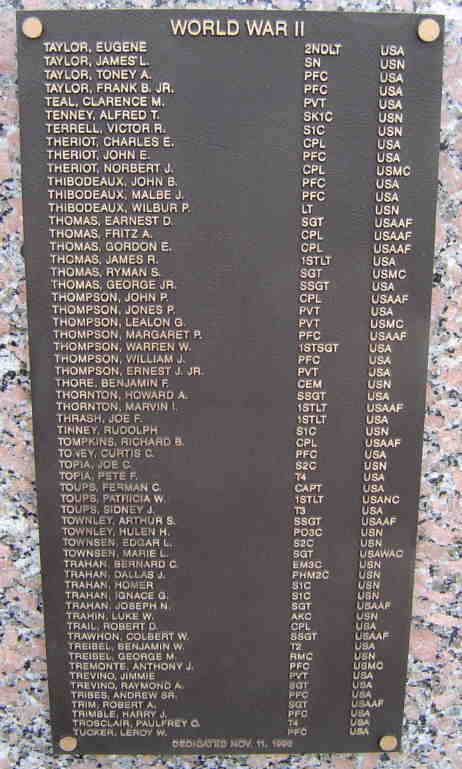 WORLD WAR II
TAYLOR, EUGENE 2NDLT USA
TAYLOR, JAMES L. SN USN
TAYLOR, TONEY A. PFC USA
TAYLOR, FRANK B. JR. PFC USA
TEAL, CLARENCE M. PVT USA
TENNEY, ALFRED T. SK1C USN
TERRELL, VICTOR R. S1C USN
THERIOT, CHARLES E. CPL USA
THERIOT, JOHN E. PFC USA
THERIOT, NORBERT J. CPL USMC
THIBODEAUX, JOHN B. PFC USA
THIBODEAUX, MALBE J. PFC USA
THIBODEAUX, WILBUR P. LT USN
THOMAS, EARNEST D. SGT USAAF
THOMAS, FRITZ A. CPL USAAF
THOMAS, GORDON E. CPL USAAF
THOMAS, JAMES R. 1STLT USA
THOMAS, RYMAN S. SGT USMC
THOMAS, GEORGE JR. SSGT USA
THOMPSON, JOHN P. CPL USAAF
THOMPSON, JONES P. PVT USA
THOMPSON, LEALON G. PVT USMC
THOMPSON, MARGARET P. PFC USAAF
THOMPSON, WARREN W. 1STSGT USA
THOMPSON, WILLIAM J. PFC USA
THOMPSON, ERNEST J. JR. PVT USA
THORE, BENJAMIN F. CEM USN
THORNTON, HOWARD A. SSGT USA
THORNTON, MARVIN I. 1STLT USAAF
THRASH, JOE F. 1STLT USA
TINNEY, RUDOLPH S1C USN
TOMPKINS, RICHARD B. CPL USAAF
CURTIS C. PFC USA
TOPIA, JOE C. S2C USN
TOPIA, PETE F. T4 USA
TOUPS, FERMAN C. CAPT USA
TOUPS, PATRICIA W. 1STLT USANC
TOUPS, SIDNEY J. T3 USA
TOWNLEY, ARTHUR S. SSGT USAAF
TOWNLEY, HULEN H. PO3C USN
TOWNSEN, EDGAR L. S2C USN
TOWNSEN, MARIE L. SGT USAWAC
TRAHAN, BERNARD C. EM3C USN
TRAHAN, DALLAS J. PHM2C USN
TRAHAN, HOMER S1C USN
TRAHAN, IGNACE G. S1C USN
TRAHAN, JOSEPH N. SGT USAAF
TRAHIN, LUKE W. AKC USN
TRAIL, ROBERT D. CPL USA
TRAWHON, COLBERT W. SSGT USAAF
TREIBEL, BENJAMIN W. T2 USA
TREIBEL, GEORGE M. RMC USN
TREMONTE, ANTHONY J. PFC USMC
TREVINO, JIMMIE PVT USA
TREVINO, RAYMOND A. SGT USA
TRIBES, ANDREW SR. PFC USA
TRIM, ROBERT A. SGT USAAF
TRIMBLE, HARRY J. PFC USA
TROSCLAIR, PAULFREY O. T4 USA
TUCKER, LEROY W. PFC USA
DEDICATED NOV. 11,